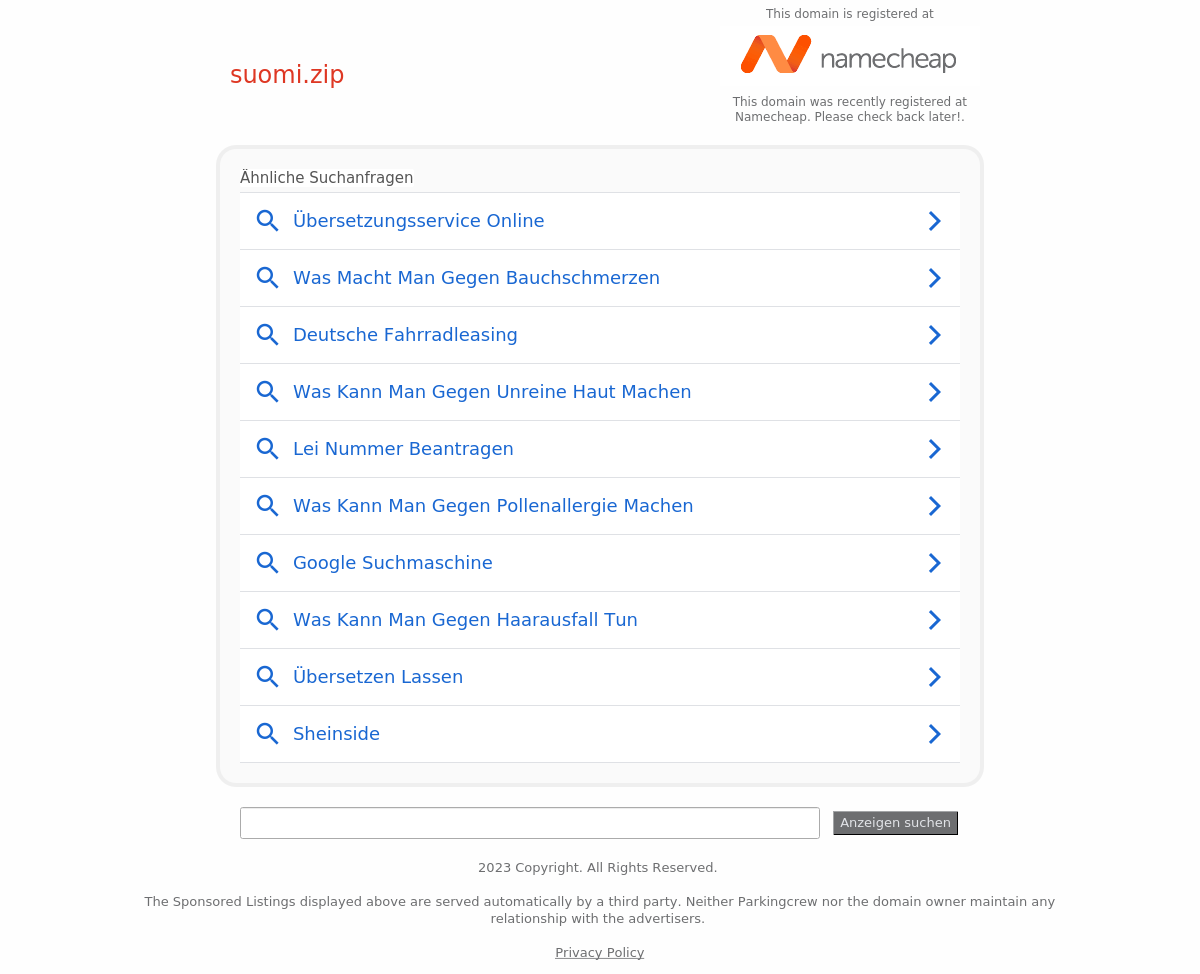 This domain is registered at
namecheap
suomi.zip
This domain was recently registered at
Namecheap. Please check back later!.
Ähnliche Suchanfragen
Übersetzungsservice Online
Was Macht Man Gegen Bauchschmerzen
Deutsche Fahrradleasing
Was Kann Man Gegen Unreine Haut Machen
Lei Nummer Beantragen
Was Kann Man Gegen Pollenallergie Machen
Google Suchmaschine
Was Kann Man Gegen Haarausfall Tun
Übersetzen Lassen
Sheinside
Anzeigen suchen
2023 Copyright. All Rights Reserved.
The Sponsored Listings displayed above are served automatically by a third party. Neither Parkingcrew nor the domain owner maintain any
relationship with the advertisers.
Privacy Policy